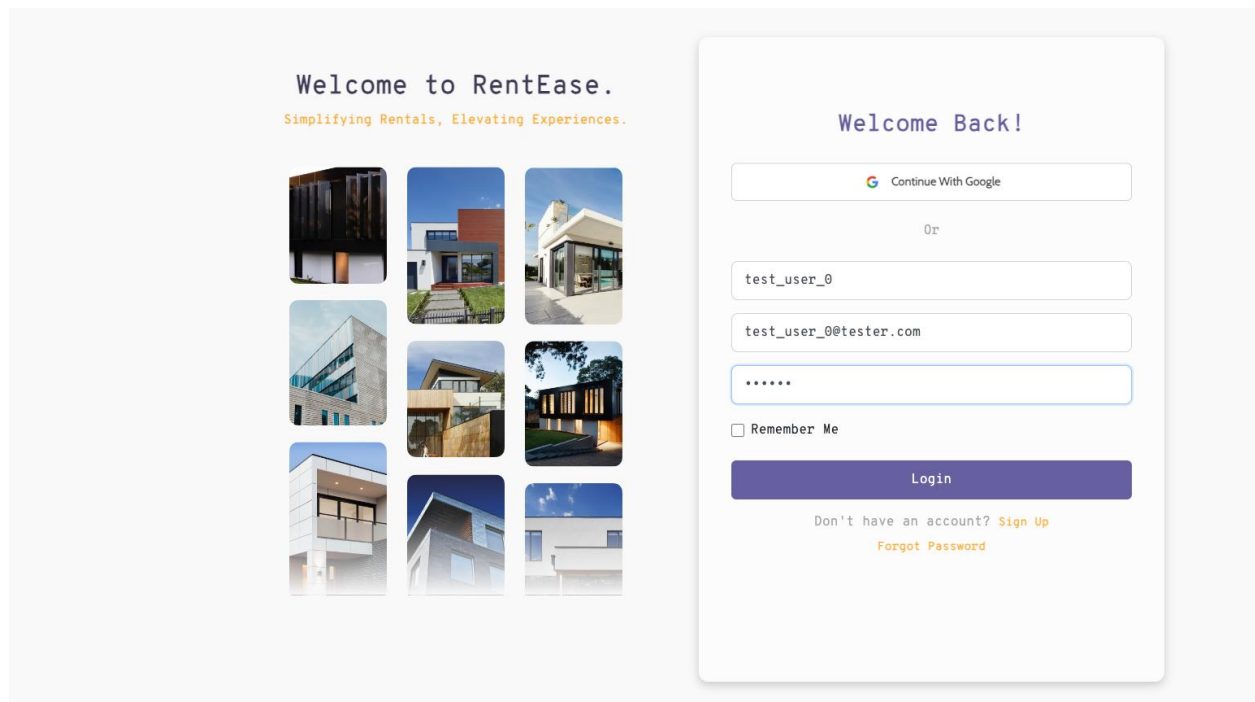 Welcome to RentEase.
Simplifying Rentals, Elevating Experiences.
Welcome Back!
Continue With Google
Or
test_user_0
test_user_0@tester.com
••••••
Remember Me
Login
Don't have an account? Sign Up
Forgot Password